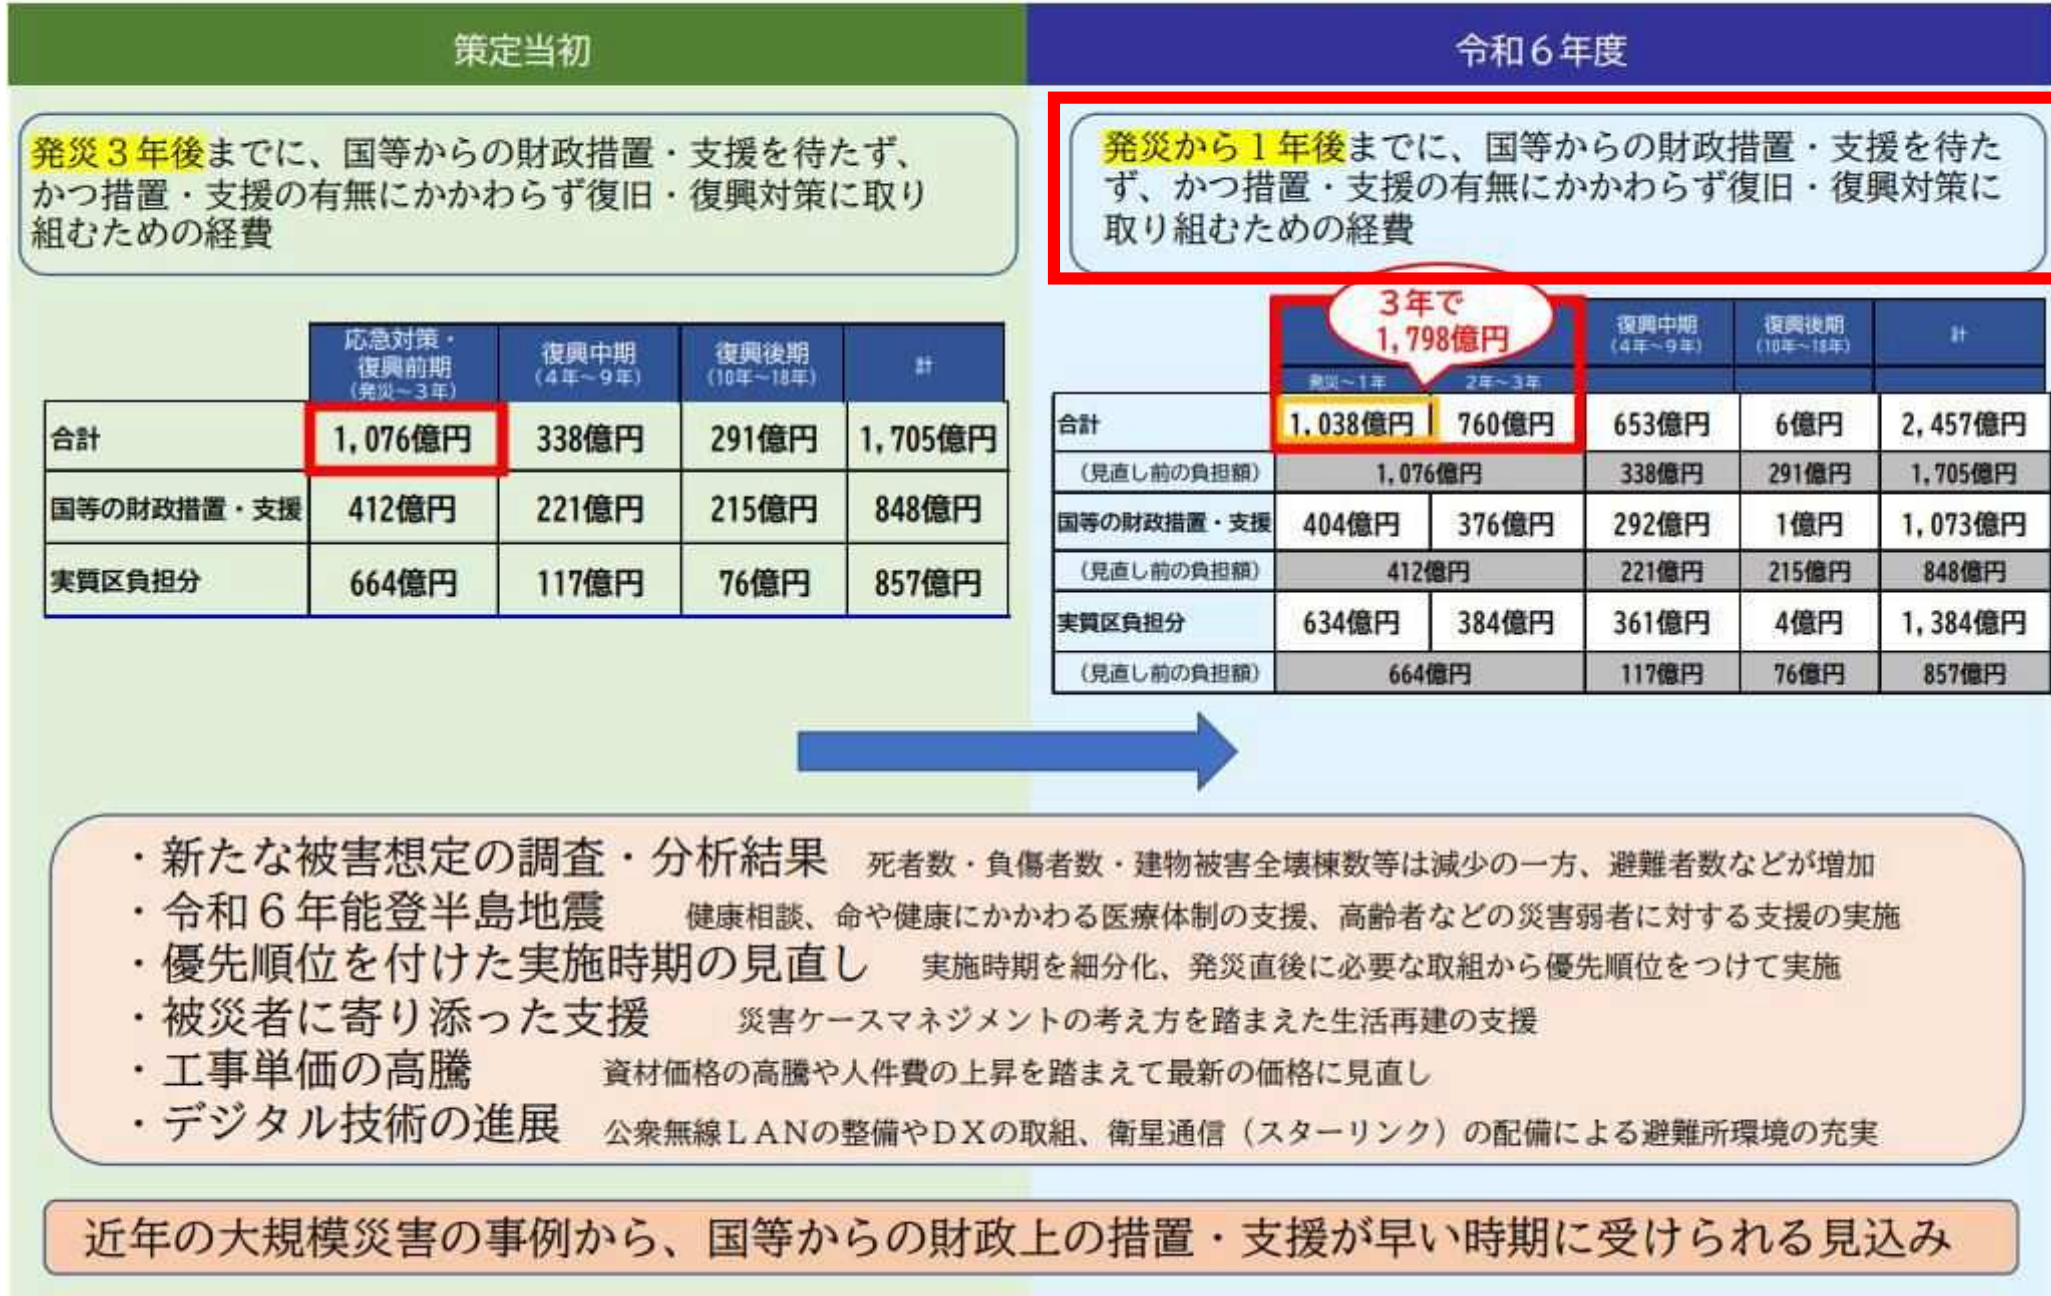 策定当初
発災３年後までに、国等からの財政措置・支援を待たず、
かつ措置・支援の有無にかかわらず復旧・復興対策に取り
組むための経費
応急対策・
復興前期
（発災～３年）
復興中期
（４年～９年）
復興後期
（10年～18年）
計
合計 1,076億円 338億円 291億円 1,705億円
国等の財政措置・支援 412億円 221億円 215億円 848億円
実質区負担分 664億円 117億円 76億円 857億円
令和６年度
発災から１年後までに、国等からの財政措置・支援を待た
ず、かつ措置・支援の有無にかかわらず復旧・復興対策に
取り組むための経費
３年で
1,798億円
復興中期
（４年～９年）
復興後期
（10年～18年）
計
発災～１年 2年～３年
合計 1,038億円 760億円 653億円 6億円 2,457億円
（見直し前の負担額） 1,076億円 338億円 291億円 1,705億円
国等の財政措置・支援 404億円 376億円 292億円 1億円 1,073億円
（見直し前の負担額） 412億円 221億円 215億円 848億円
実質区負担分 634億円 384億円 361億円 4億円 1,384億円
（見直し前の負担額） 664億円 117億円 76億円 857億円
・新たな被害想定の調査・分析結果 死者数・負傷者数・建物被害全壊棟数等は減少の一方、避難者数などが増加
・令和６年能登半島地震 健康相談、命や健康にかかわる医療体制の支援、高齢者などの災害弱者に対する支援の実施
・優先順位を付けた実施時期の見直し 実施時期を細分化、発災直後に必要な取組から優先順位をつけて実施
・被災者に寄り添った支援 災害ケースマネジメントの考え方を踏まえた生活再建の支援
・工事単価の高騰 資材価格の高騰や人件費の上昇を踏まえて最新の価格に見直し
・デジタル技術の進展 公衆無線ＬＡＮの整備やＤＸの取組、衛星通信（スターリンク）の配備による避難所環境の充実
近年の大規模災害の事例から、国等からの財政上の措置・支援が早い時期に受けられる見込み